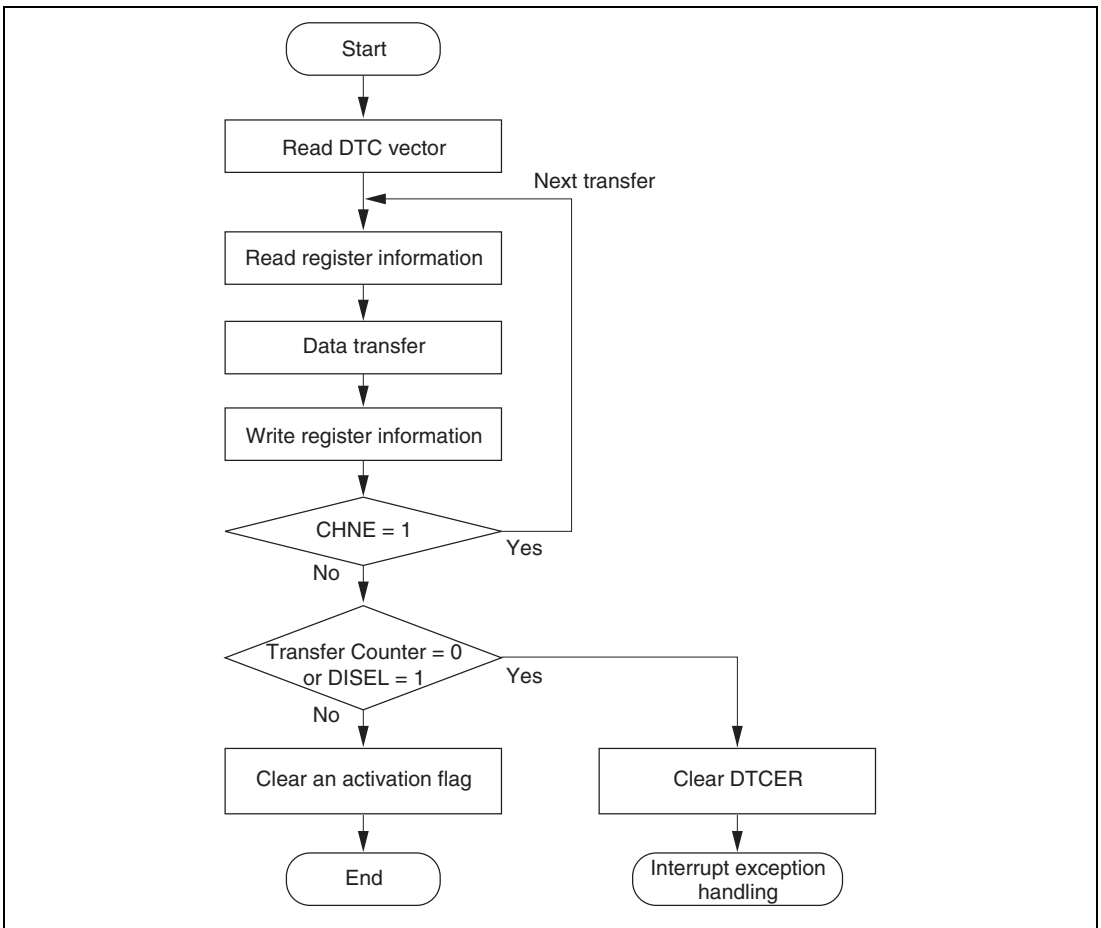 Start
Read DTC vector
Next transfer
Read register information
Data transfer
Write register information
CHNE = 1
Yes
No
Transfer Counter = 0
or DISEL = 1
Yes
No
Clear an activation flag
Clear DTCER
End
Interrupt exception
handling